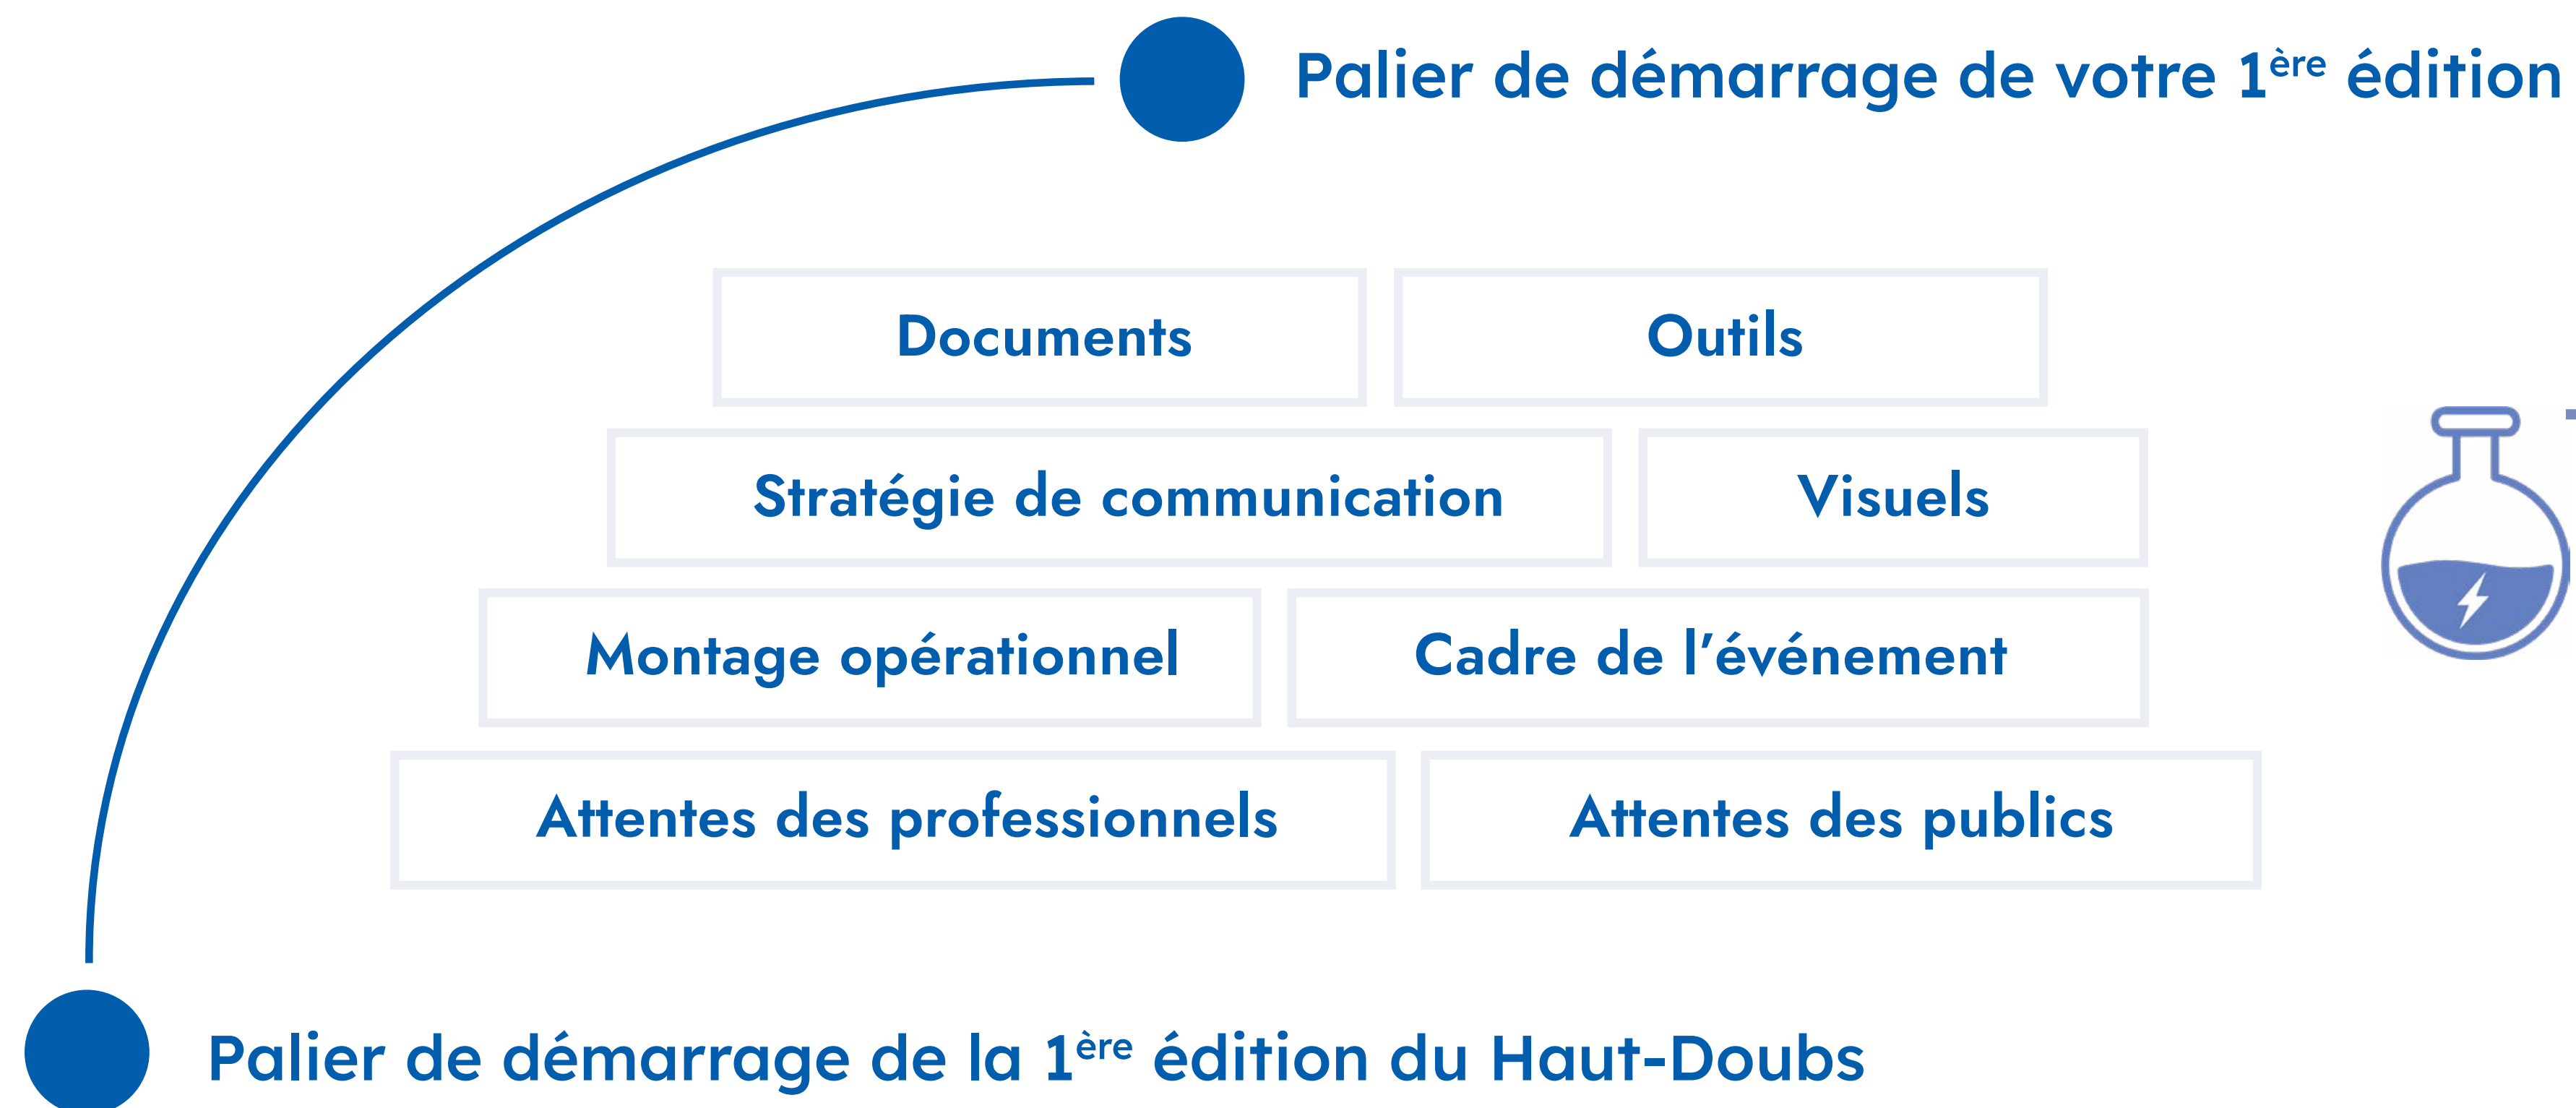 Palier de démarrage de votre 1ère édition
Documents
Outils
Stratégie de communication
Visuels
Montage opérationnel
Cadre de l’événement
Attentes des professionnels
Attentes des publics
Palier de démarrage de la 1ère édition du Haut-Doubs